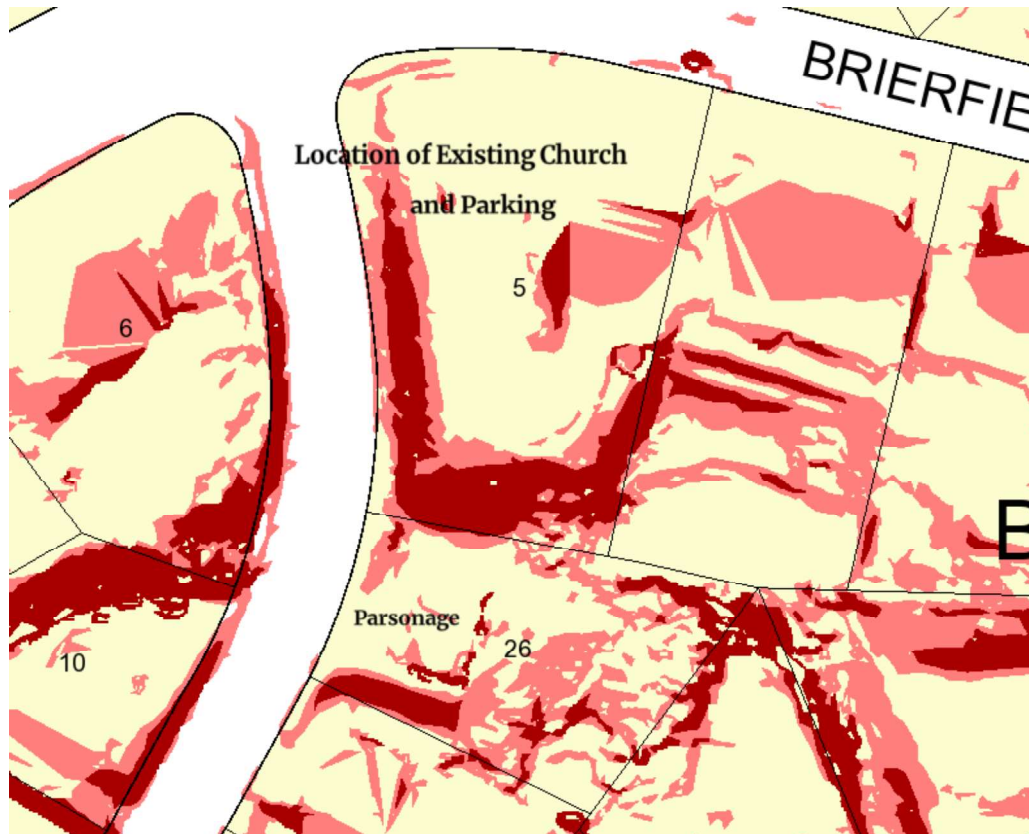 BRIERFIE
Location of Existing Church
and Parking
5
6
B
Parsonage
26
10